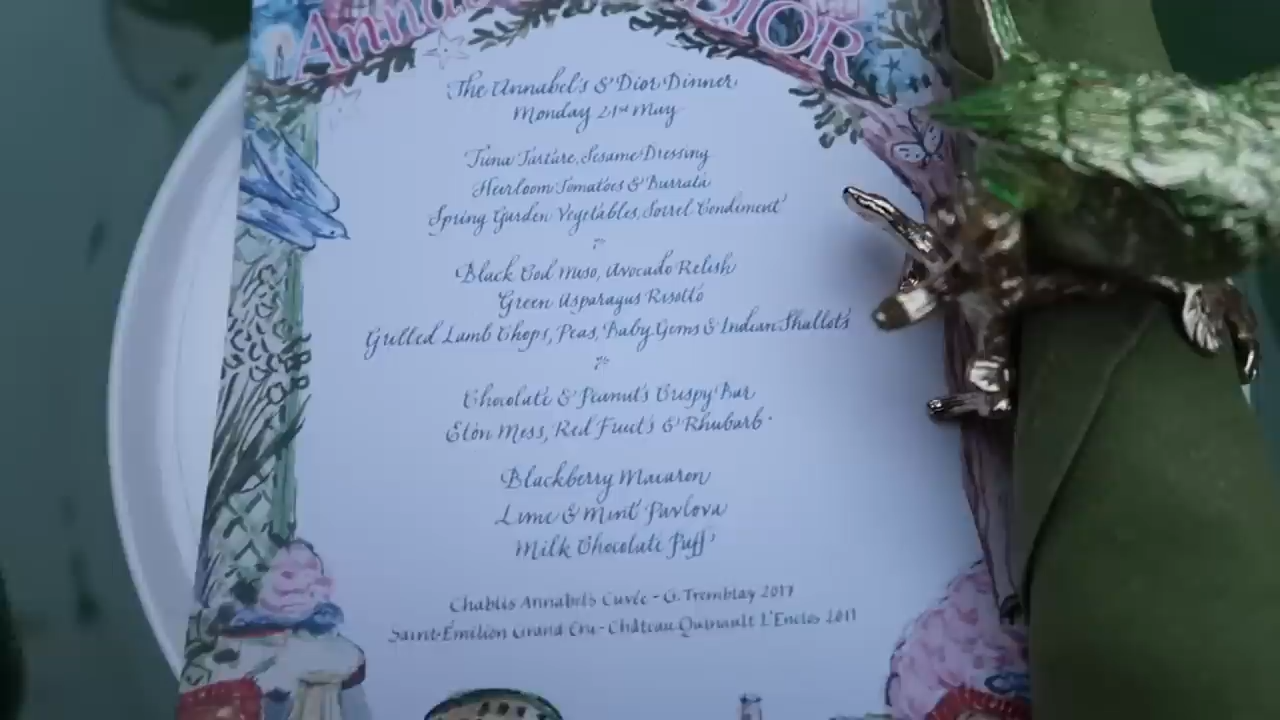 Annabel's DIOR
The Annabel's & Dior Dinner
Monday 21st May
Tuna Tartare, Sesame Dressing
Heirloom Tomatoes & Burrata
Spring Garden Vegetables, Sorrel Condiment
Black Cod Miso, Avocado Relish
Green Asparagus Risotto
Grilled Lamb Chops, Peas, Baby Gems & Indian Shallots
Chocolate & Peanuts Crispy Bar
Eton Mess, Red Fruits & Rhubarb
Blackberry Macaron
Lime & Mint Pavlova
Milk Chocolate Puff
Chablis Annabel's Cuvée - G. Tremblay 2017
Saint-Émilion Grand Cru - Château Quinault L'Enclos 2011